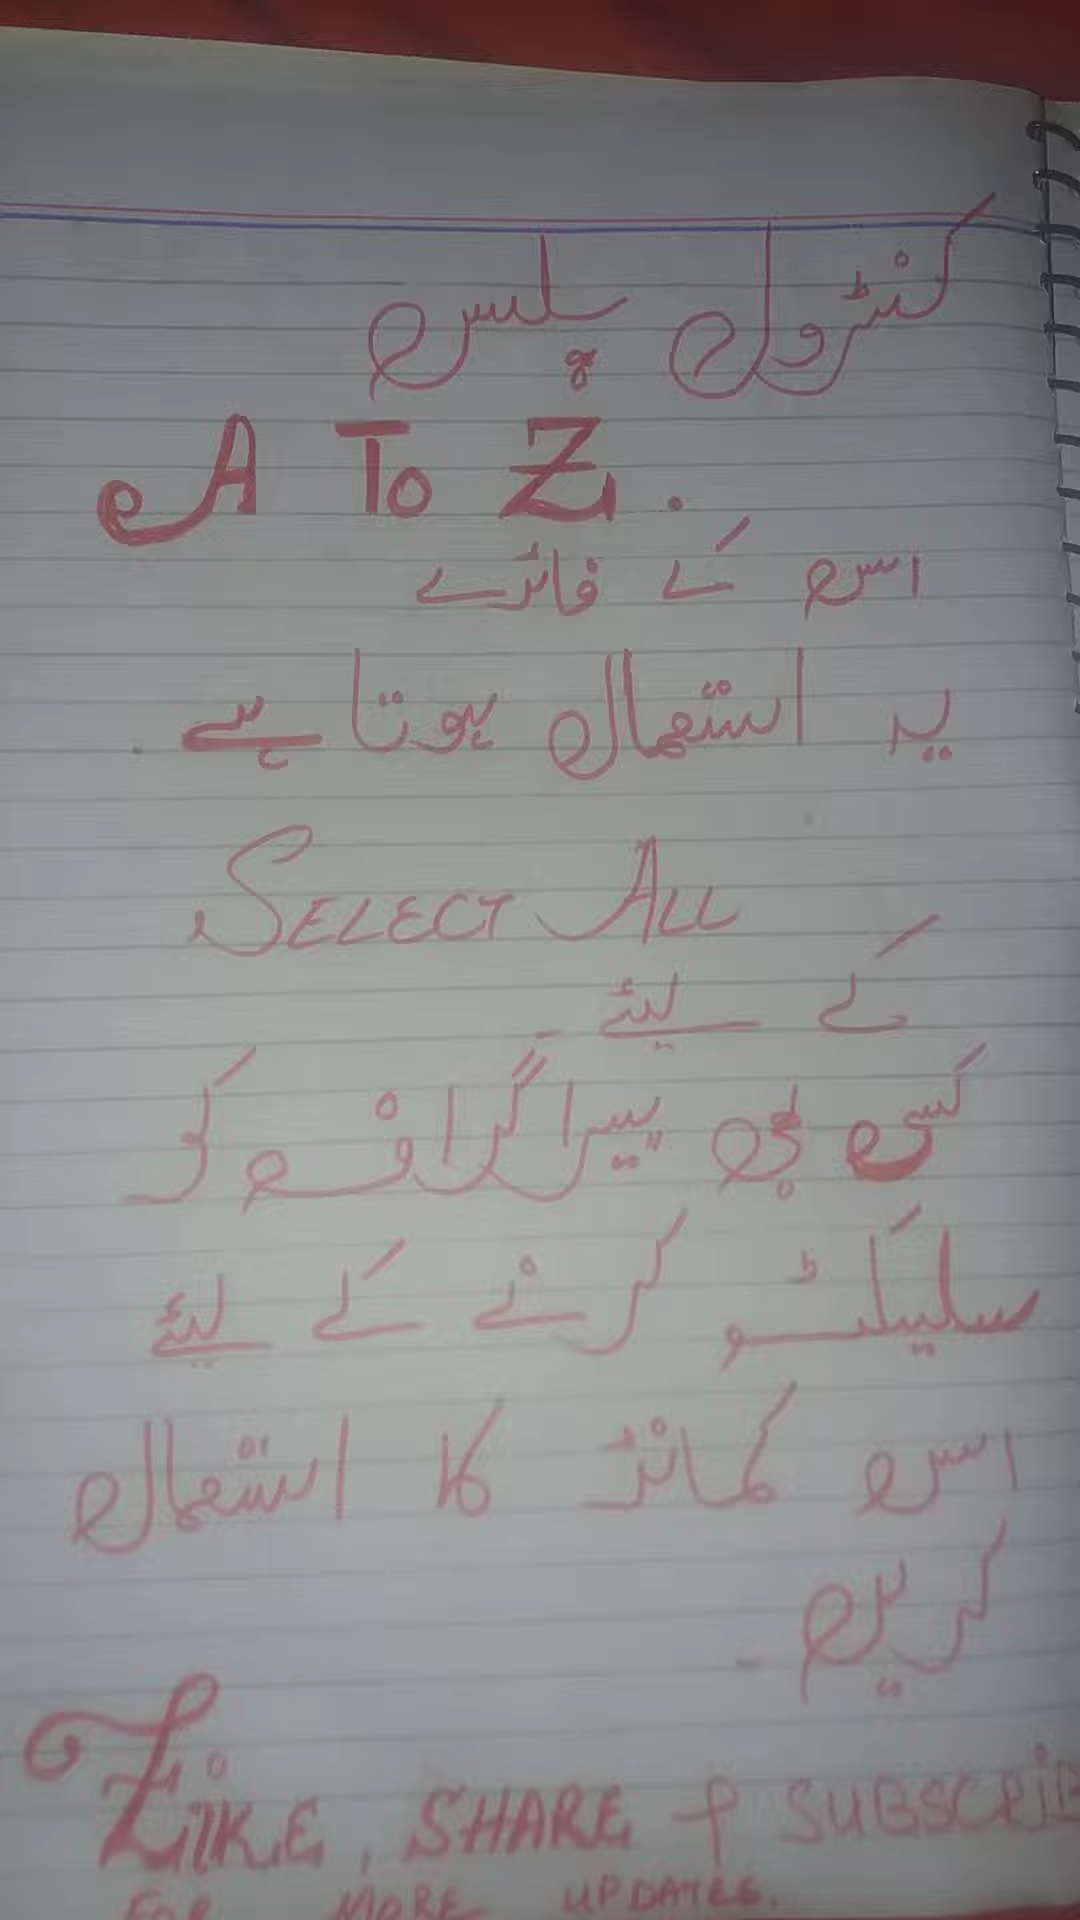 کنٹرول پلس
A To Z.
اس کے فائدے
یہ استعمال ہوتا ہے.
SELECT ALL
کے لیئے
کسی بھی پیراگراف کو
سلیکٹ کرنے کے لیئے
اس کمانڈ کا استعمال
کریں -
LIKE, SHARE & SUBSCRIB
FOR MORE UPDATES.